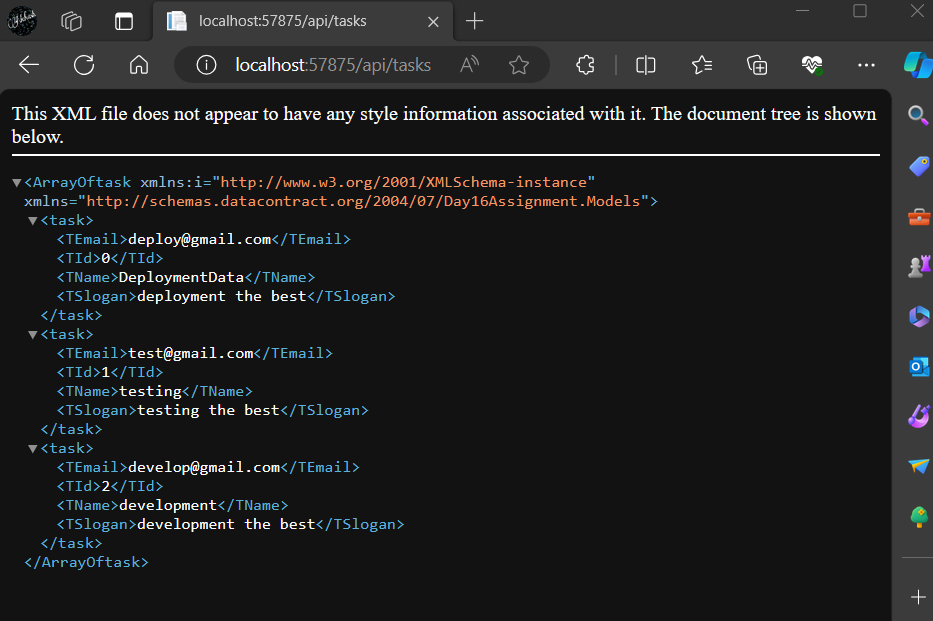 localhost:57875/api/tasks
localhost:57875/api/tasks
This XML file does not appear to have any style information associated with it. The document tree is shown
below.
▼<ArrayOftask xmlns:i="http://www.w3.org/2001/XMLSchema-instance"
xmlns="http://schemas.datacontract.org/2004/07/Day16Assignment.Models">
▼<task>
<TEmail>deploy@gmail.com</TEmail>
<TId>0</TId>
<TName>DeploymentData</TName>
<TSlogan>deployment the best</TSlogan>
</task>
▼<task>
<TEmail>test@gmail.com</TEmail>
<TId>1</TId>
<TName>testing</TName>
<TSlogan>testing the best</TSlogan>
</task>
▼<task>
<TEmail>develop@gmail.com</TEmail>
<TId>2</TId>
<TName>development</TName>
<TSlogan>development the best</TSlogan>
</task>
</ArrayOftask>